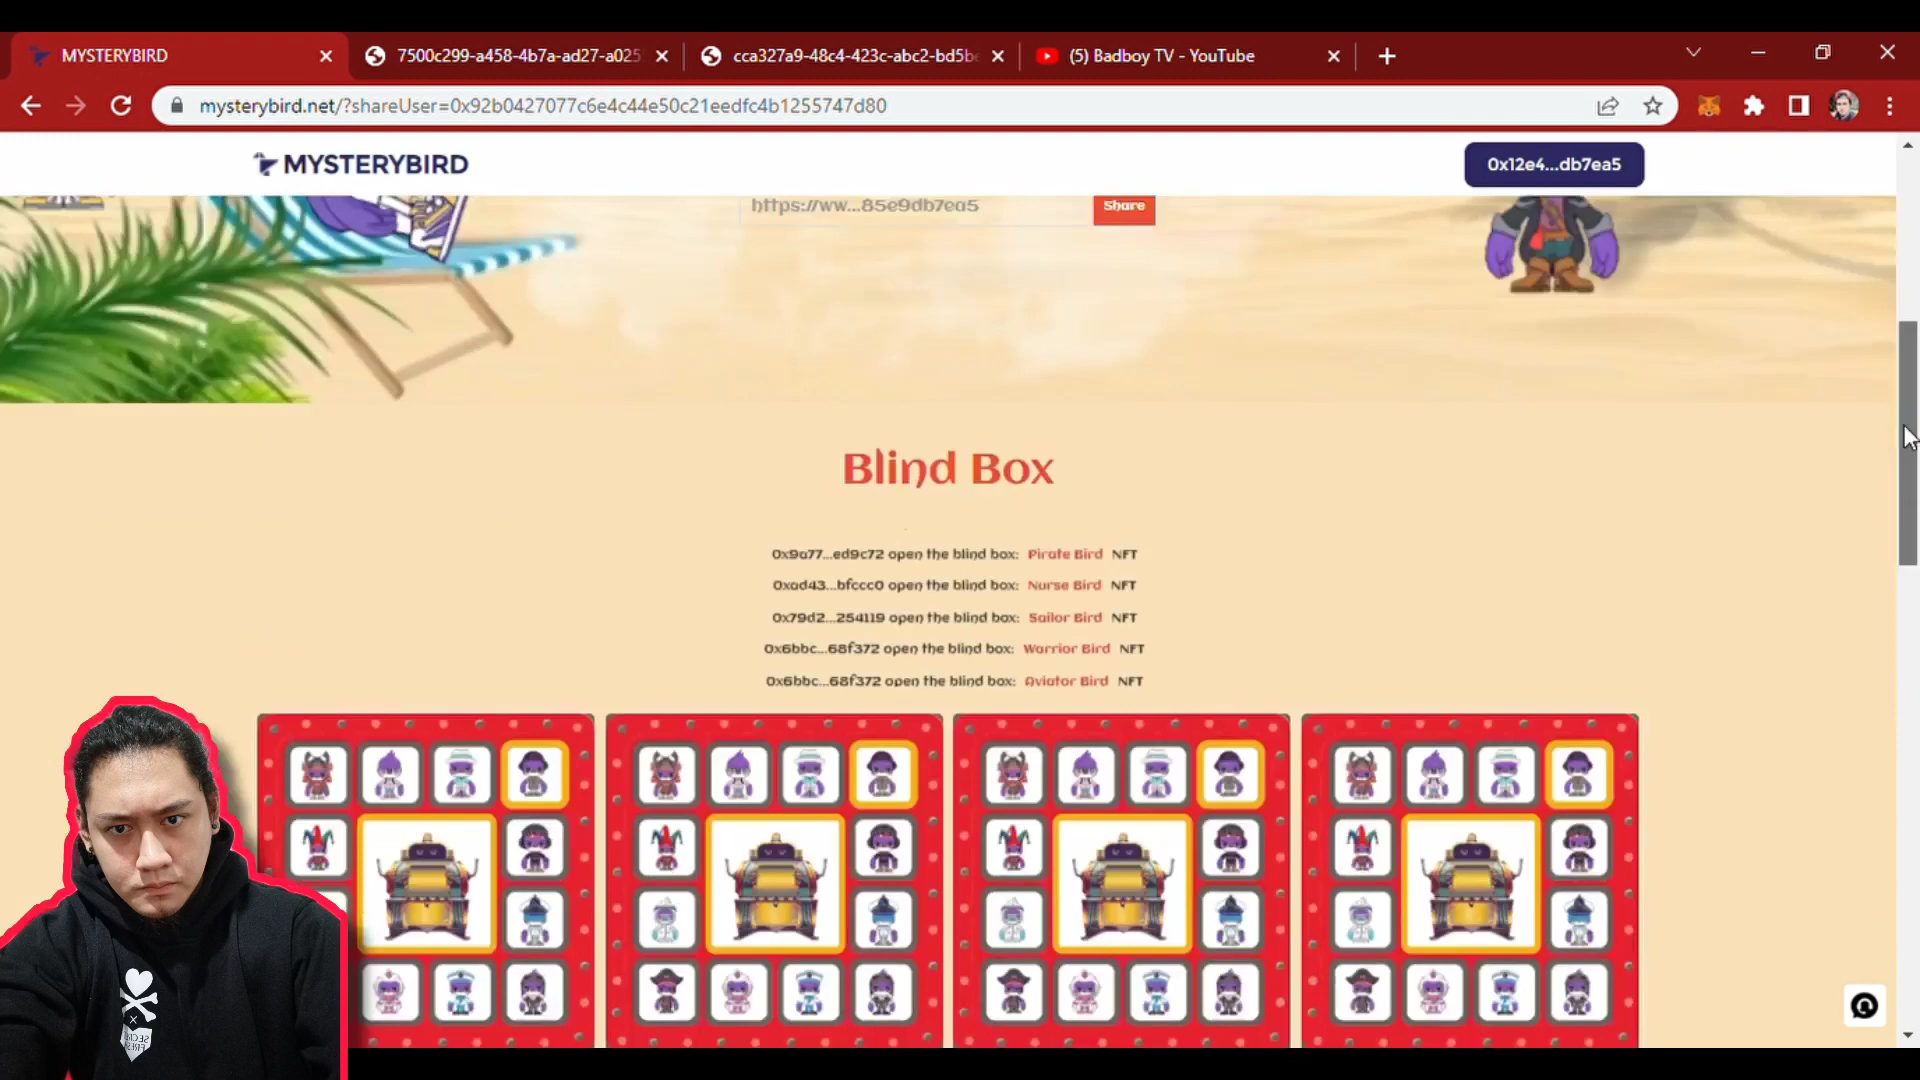 MYSTERYBIRD
7500c299-a458-4b7a-ad27-a025
cca327a9-48c4-423c-abc2-bd5b
(5) Badboy TV - YouTube
mysterybird.net/?shareUser=0x92b0427077c6e4c44e50c21eedfc4b1255747d80
MYSTERYBIRD
0x12e4...db7ea5
https://ww...85e9db7ea5
Share
Blind Box
0x9a77...ed9c72 open the blind box: Pirate Bird NFT
0xad43...bfccc0 open the blind box: Nurse Bird NFT
0x79d2...254119 open the blind box: Sailor Bird NFT
0x6bbc...68f372 open the blind box: Warrior Bird NFT
0x6bbc...68f372 open the blind box: Aviator Bird NFT